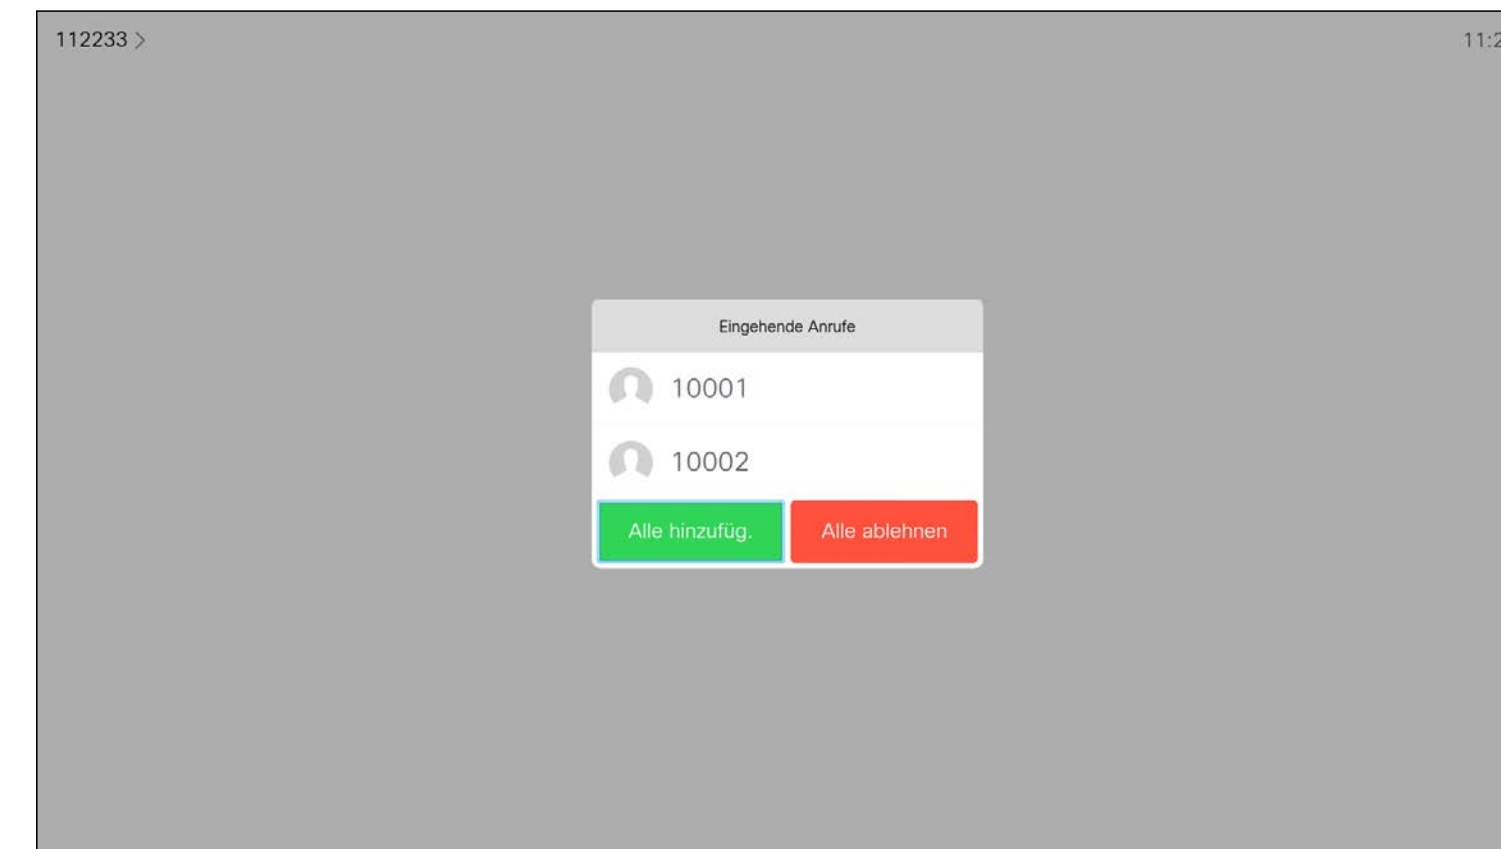 112233 >
Eingehende Anrufe
10001
10002
Alle hinzufüg.
Alle ablehnen